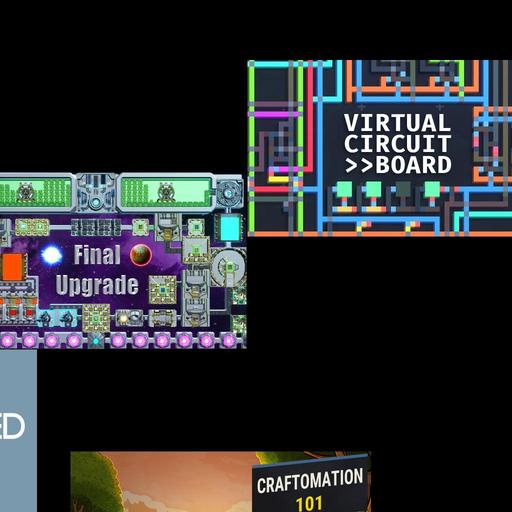 VIRTUAL
CIRCUIT
>>BOARD
Final
Upgrade
ED
CRAFTOMATION
101